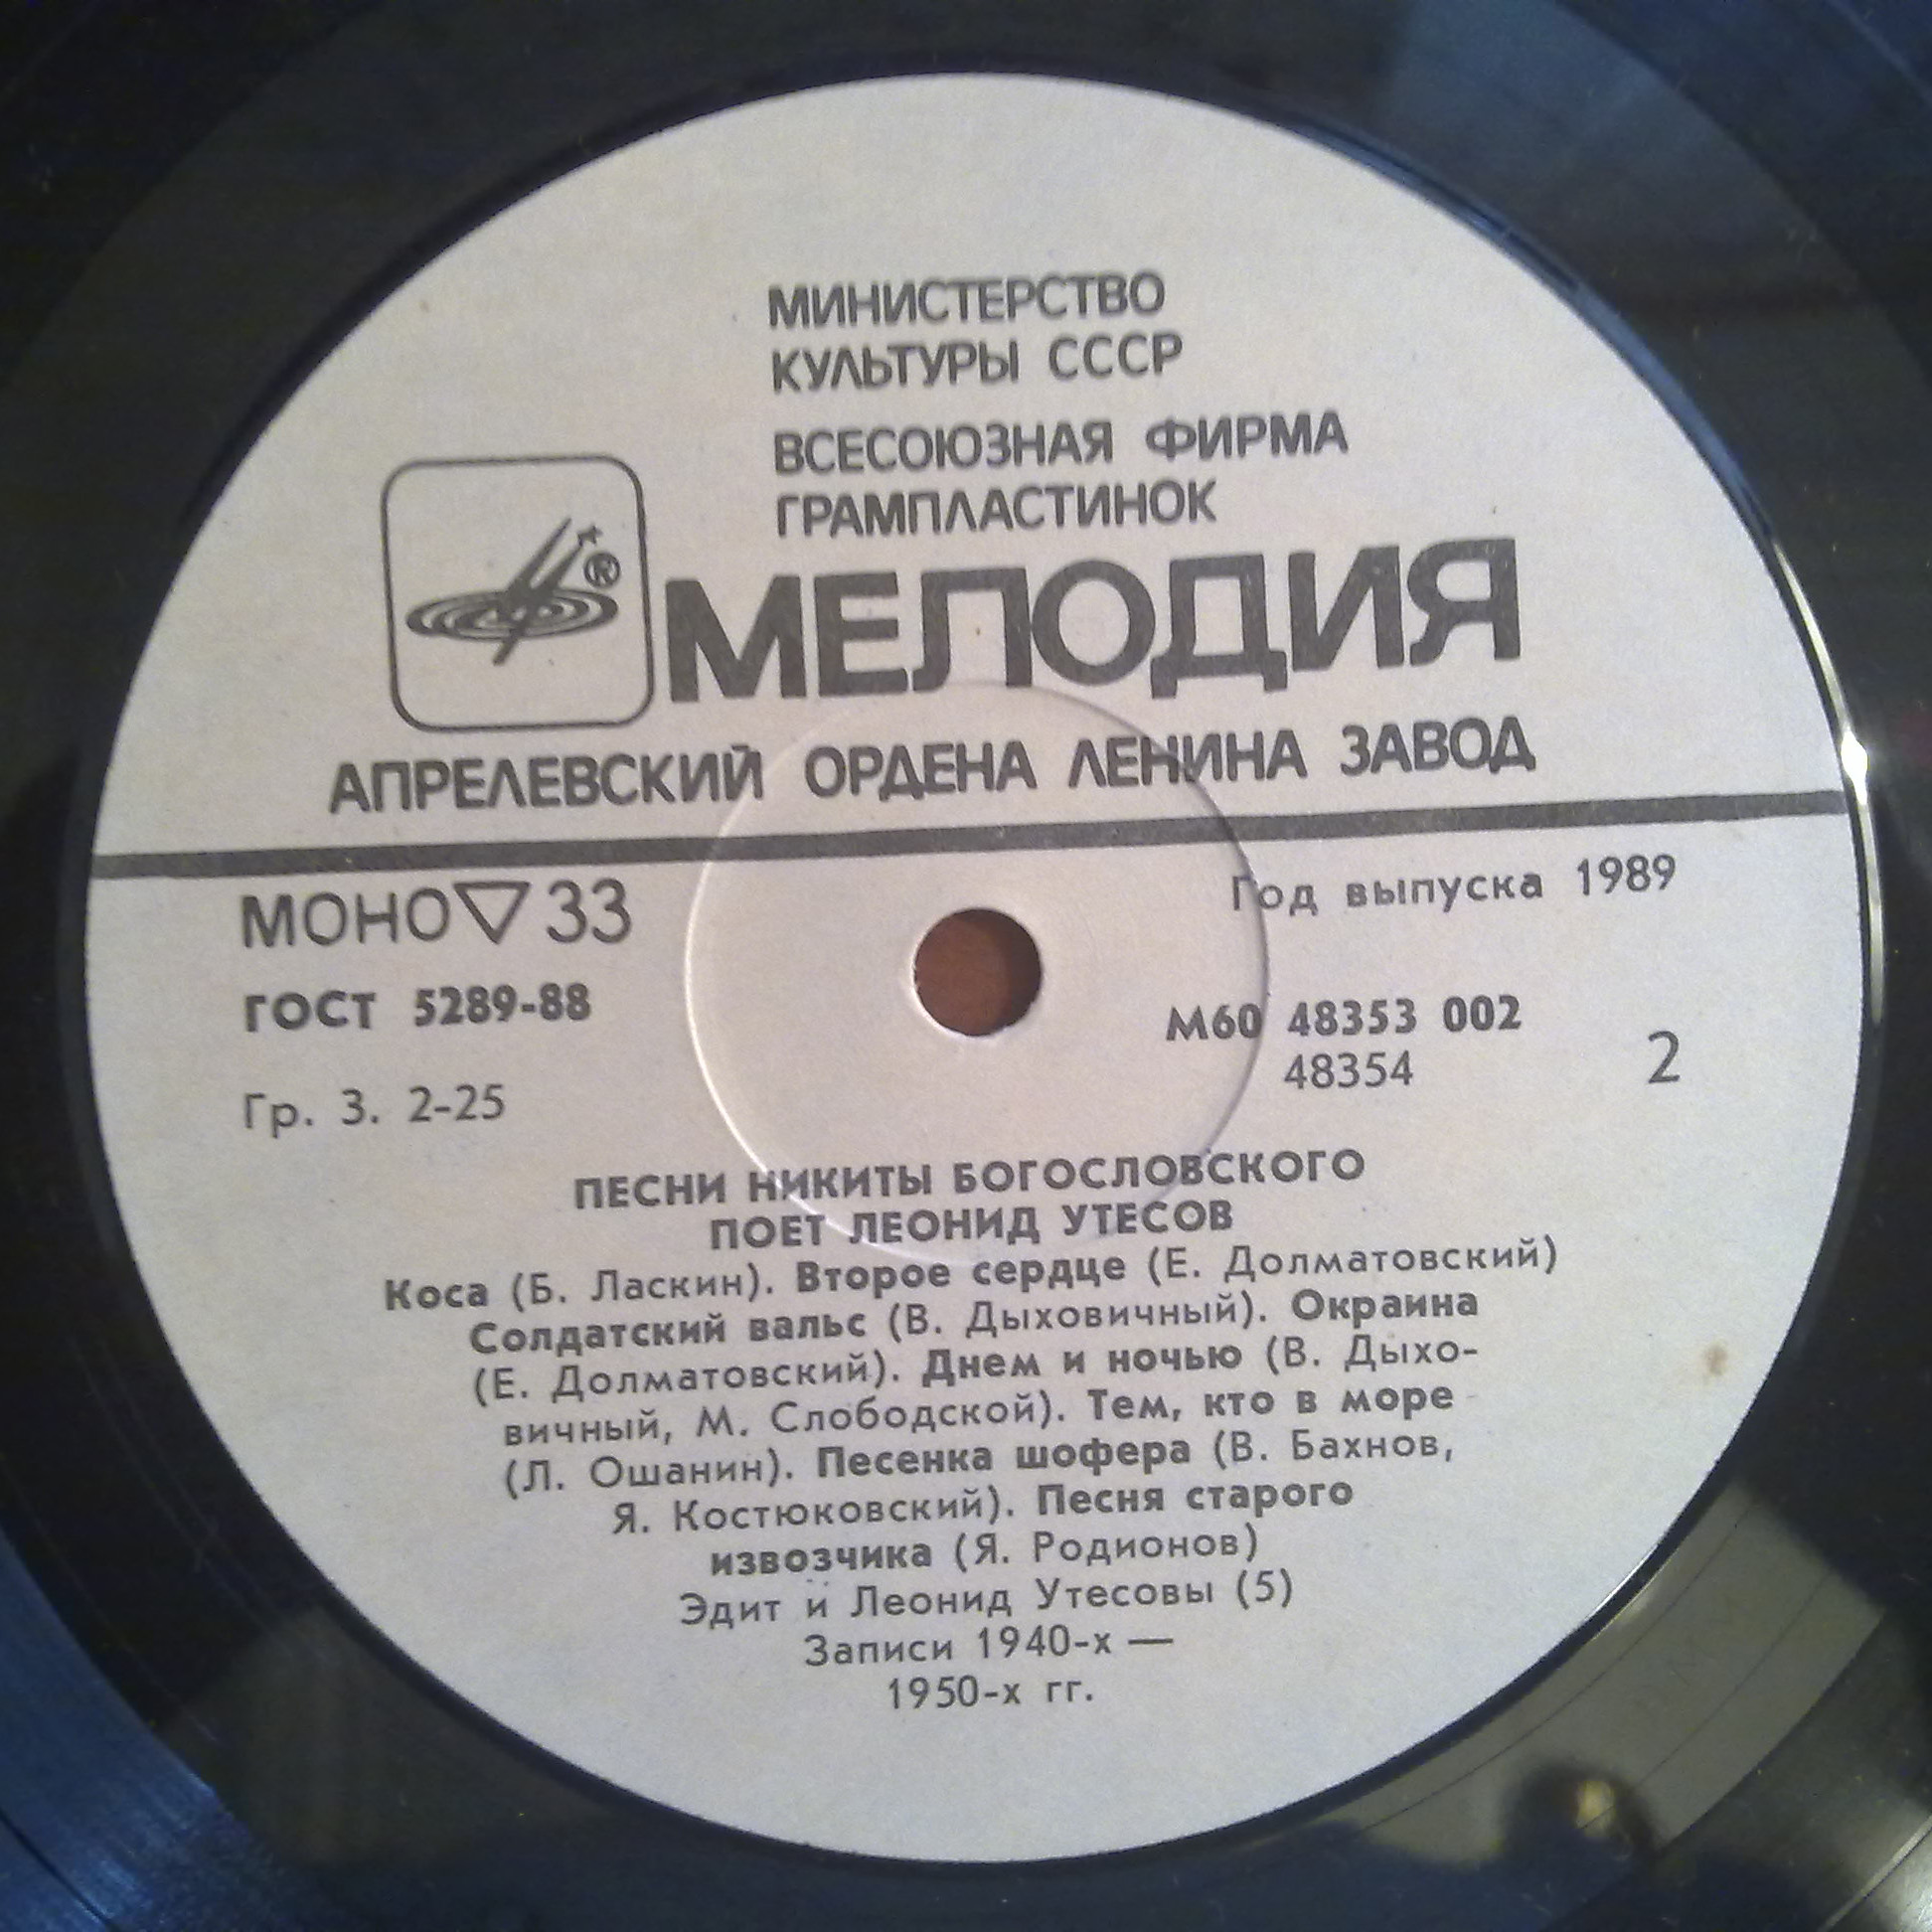 МИНИСТЕРСТВО
КУЛЬТУРЫ СССР
ВСЕСОЮЗНАЯ ФИРМА
ГРАМПЛАСТИНОК
®
МЕЛОДИЯ
АПРЕЛЕВСКИЙ ОРДЕНА ЛЕНИНА ЗАВОД
МОНО ▽ 33
Год выпуска 1989
ГОСТ 5289-88
М60 48353 002
48354
2
Гр. 3. 2-25
ПЕСНИ НИКИТЫ БОГОСЛОВСКОГО
ПОЕТ ЛЕОНИД УТЕСОВ
Коса (Б. Ласкин). Второе сердце (Е. Долматовский)
Солдатский вальс (В. Дыховичный). Окраина
(Е. Долматовский). Днем и ночью (В. Дыхо-
вичный, М. Слободской). Тем, кто в море
(Л. Ошанин). Песенка шофера (В. Бахнов,
Я. Костюковский). Песня старого
извозчика (Я. Родионов)
Эдит и Леонид Утесовы (5)
Записи 1940-х —
1950-х гг.